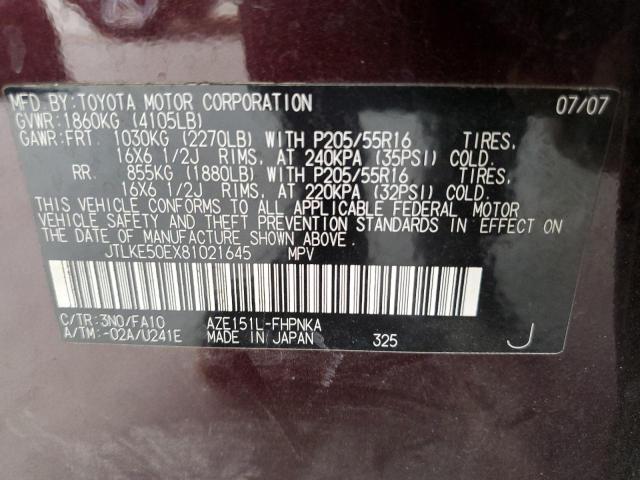 MFD.BY:TOYOTA MOTOR CORPORATION 07/07
GVWR:1860KG (4105LB)
GAWR:FRT. 1030KG (2270LB) WITH P205/55R16 TIRES,
16X6 1/2J RIMS, AT 240KPA (35PSI) COLD.
RR. 855KG (1880LB) WITH P205/55R16 TIRES,
16X6 1/2J RIMS, AT 220KPA (32PSI) COLD.
THIS VEHICLE CONFORMS TO ALL APPLICABLE FEDERAL MOTOR
VEHICLE SAFETY AND THEFT PREVENTION STANDARDS IN EFFECT ON
THE DATE OF MANUFACTURE SHOWN ABOVE.
JTLKE50EX81021645 MPV
C/TR:3N0/FA10 AZE151L-FHPNKA
A/TM:-02A/U241E MADE IN JAPAN 325 J